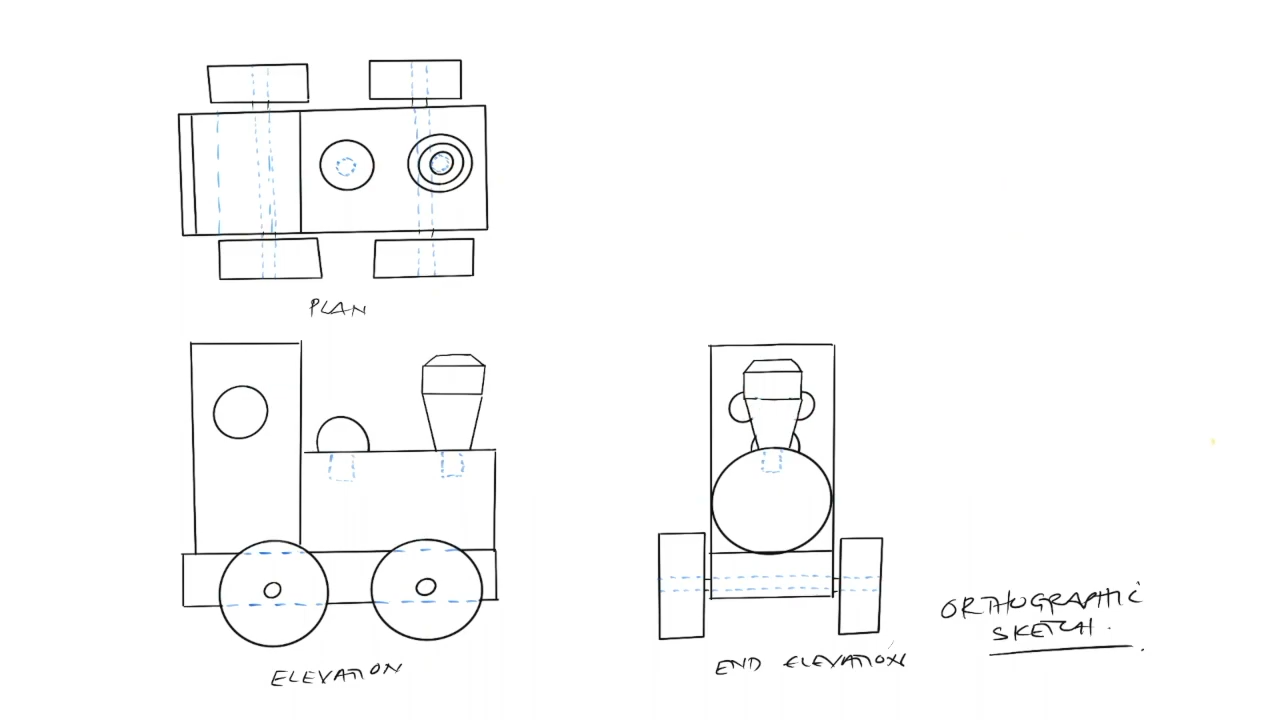 PLAN
ELEVATION
END ELEVATION
ORTHOGRAPHIC
SKETCH.